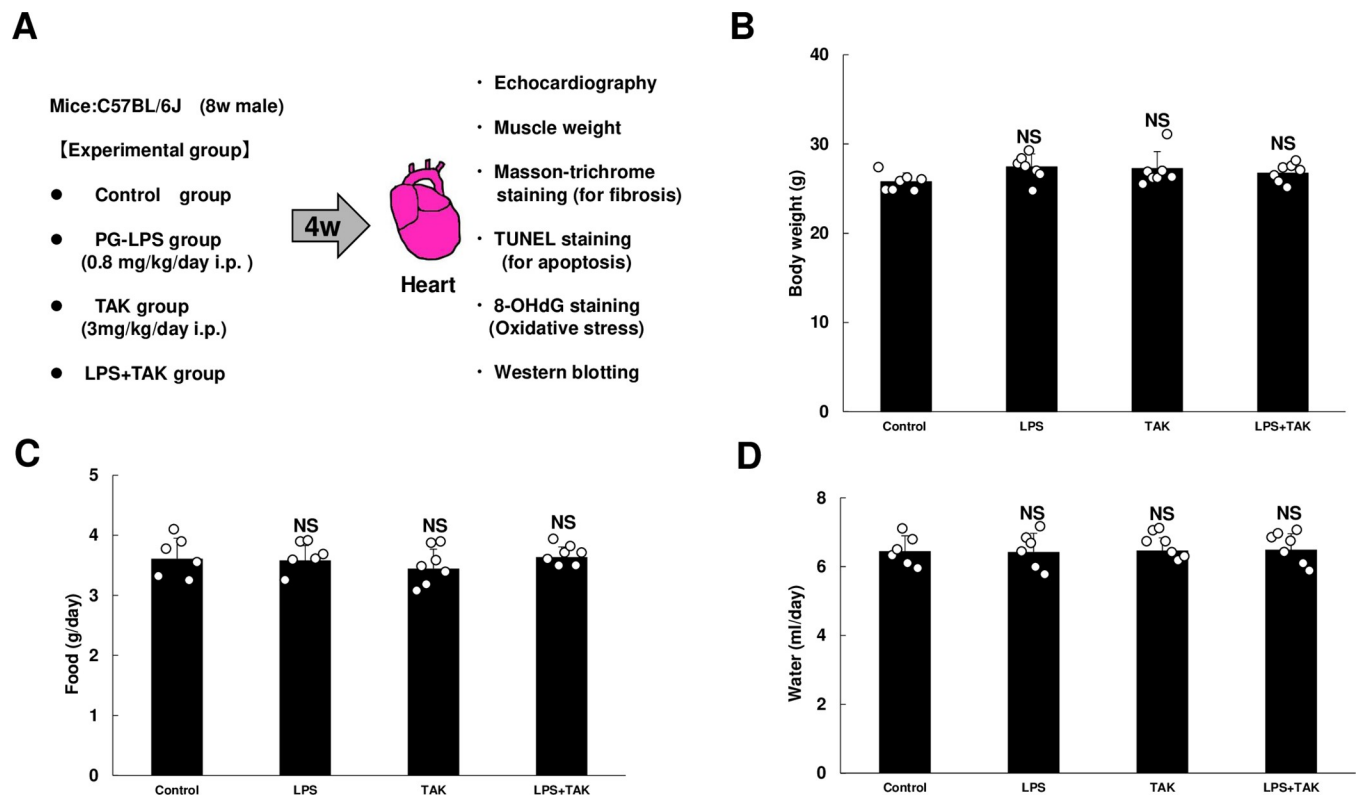 A
Mice:C57BL/6J (8w male)
【Experimental group】
● Control group
● PG-LPS group
(0.8 mg/kg/day i.p. )
● TAK group
(3mg/kg/day i.p.)
● LPS+TAK group
4w
Heart
・ Echocardiography
・ Muscle weight
・ Masson-trichrome
staining (for fibrosis)
・ TUNEL staining
(for apoptosis)
・ 8-OHdG staining
(Oxidative stress)
・ Western blotting
B
Body weight (g)
40
30
20
10
0
NS
NS
NS
Control
LPS
TAK
LPS+TAK
C
Food (g/day)
5
4
3
2
1
0
NS
NS
NS
Control
LPS
TAK
LPS+TAK
D
Water (ml/day)
8
6
4
2
0
NS
NS
NS
Control
LPS
TAK
LPS+TAK